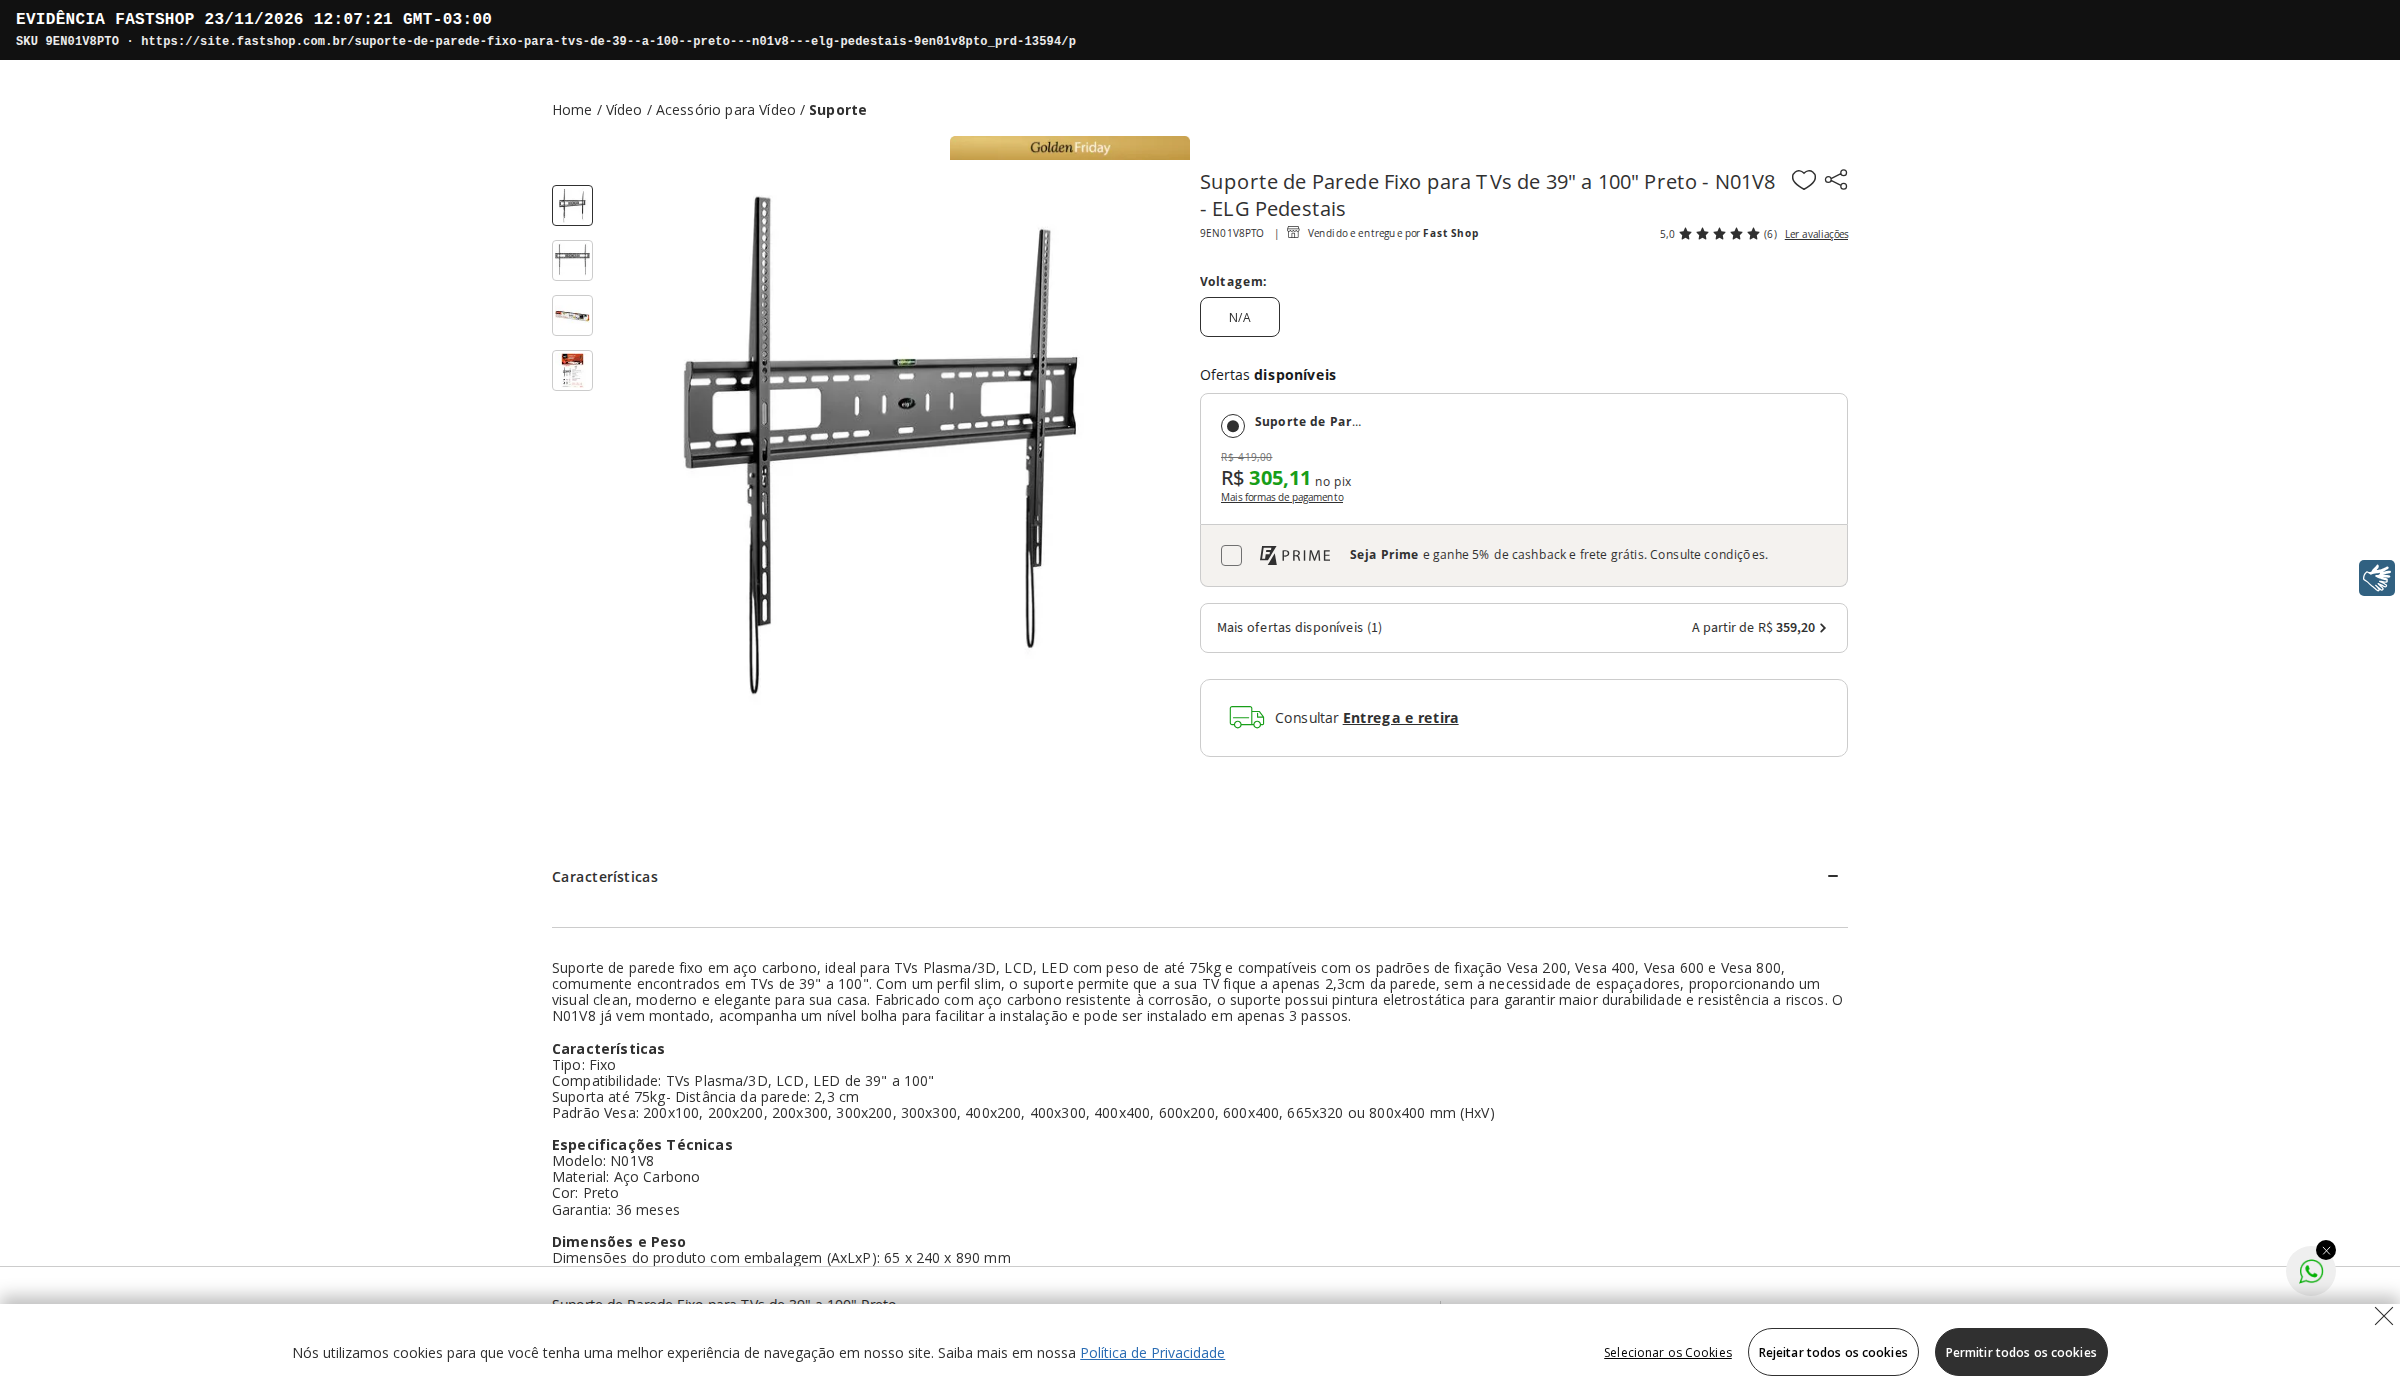 EVIDÊNCIA FASTSHOP 23/11/2026 12:07:21 GMT-03:00
SKU 9EN01V8PTO · https://site.fastshop.com.br/suporte-de-parede-fixo-para-tvs-de-39--a-100--preto---n01v8---elg-pedestais-9en01v8pto_prd-13594/p
Home / Vídeo / Acessório para Vídeo / Suporte
Golden Friday
Suporte de Parede Fixo para TVs de 39" a 100" Preto - N01V8
- ELG Pedestais
9EN01V8PTO | Vendido e entregue por Fast Shop
5,0 (6) Ler avaliações
Voltagem:
N/A
Ofertas disponíveis
Suporte de Par...
R$ 419,00
R$ 305,11 no pix
Mais formas de pagamento
PRIME Seja Prime e ganhe 5% de cashback e frete grátis. Consulte condições.
Mais ofertas disponíveis (1) A partir de R$ 359,20
Consultar Entrega e retira
Características
Suporte de parede fixo em aço carbono, ideal para TVs Plasma/3D, LCD, LED com peso de até 75kg e compatíveis com os padrões de fixação Vesa 200, Vesa 400, Vesa 600 e Vesa 800,
comumente encontrados em TVs de 39" a 100". Com um perfil slim, o suporte permite que a sua TV fique a apenas 2,3cm da parede, sem a necessidade de espaçadores, proporcionando um
visual clean, moderno e elegante para sua casa. Fabricado com aço carbono resistente à corrosão, o suporte possui pintura eletrostática para garantir maior durabilidade e resistência a riscos. O
N01V8 já vem montado, acompanha um nível bolha para facilitar a instalação e pode ser instalado em apenas 3 passos.
Características
Tipo: Fixo
Compatibilidade: TVs Plasma/3D, LCD, LED de 39" a 100"
Suporta até 75kg- Distância da parede: 2,3 cm
Padrão Vesa: 200x100, 200x200, 200x300, 300x200, 300x300, 400x200, 400x300, 400x400, 600x200, 600x400, 665x320 ou 800x400 mm (HxV)
Especificações Técnicas
Modelo: N01V8
Material: Aço Carbono
Cor: Preto
Garantia: 36 meses
Dimensões e Peso
Dimensões do produto com embalagem (AxLxP): 65 x 240 x 890 mm
Suporte de Parede Fixo para TVs de 39" a 100" Preto
Nós utilizamos cookies para que você tenha uma melhor experiência de navegação em nosso site. Saiba mais em nossa Política de Privacidade
Selecionar os Cookies
Rejeitar todos os cookies
Permitir todos os cookies